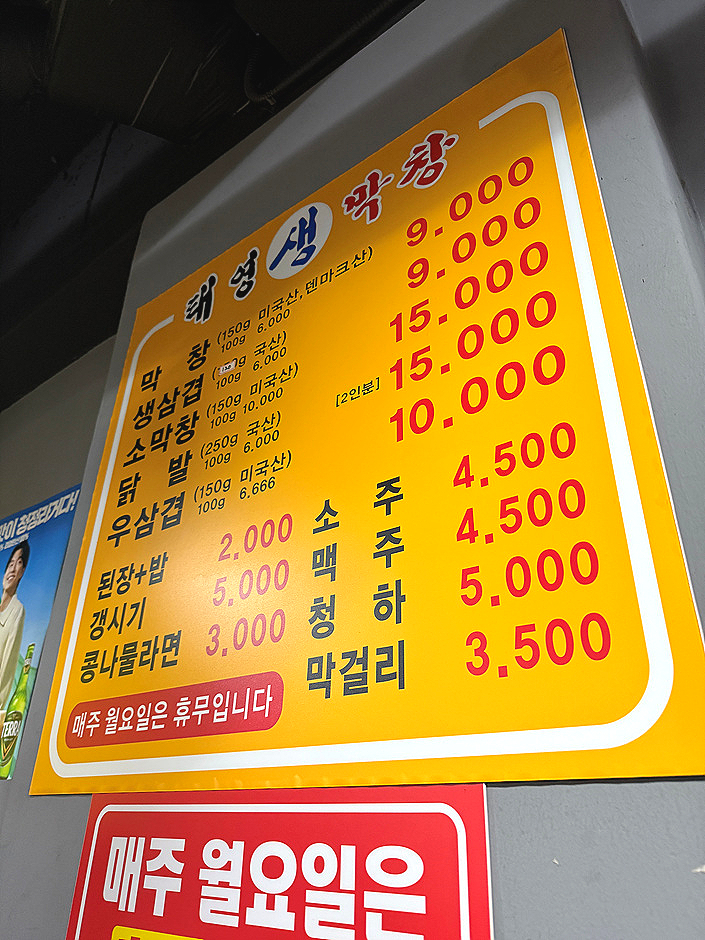 태영생막창
막창 (150g 미국산,덴마크산) 100g 6.000 9.000
생삼겹 (150g 국산) 100g 6.000 9.000
소막창 (150g 미국산) 100g 10.000 15.000
닭발 (250g 국산) 100g 6.000 [2인분] 15.000
우삼겹 (150g 미국산) 100g 6.666 10.000
된장+밥 2.000
갱시기 5.000
콩나물라면 3.000
소주 4.500
맥주 4.500
청하 5.000
막걸리 3.500
매주 월요일은 휴무입니다
매주 월요일은
TERRA